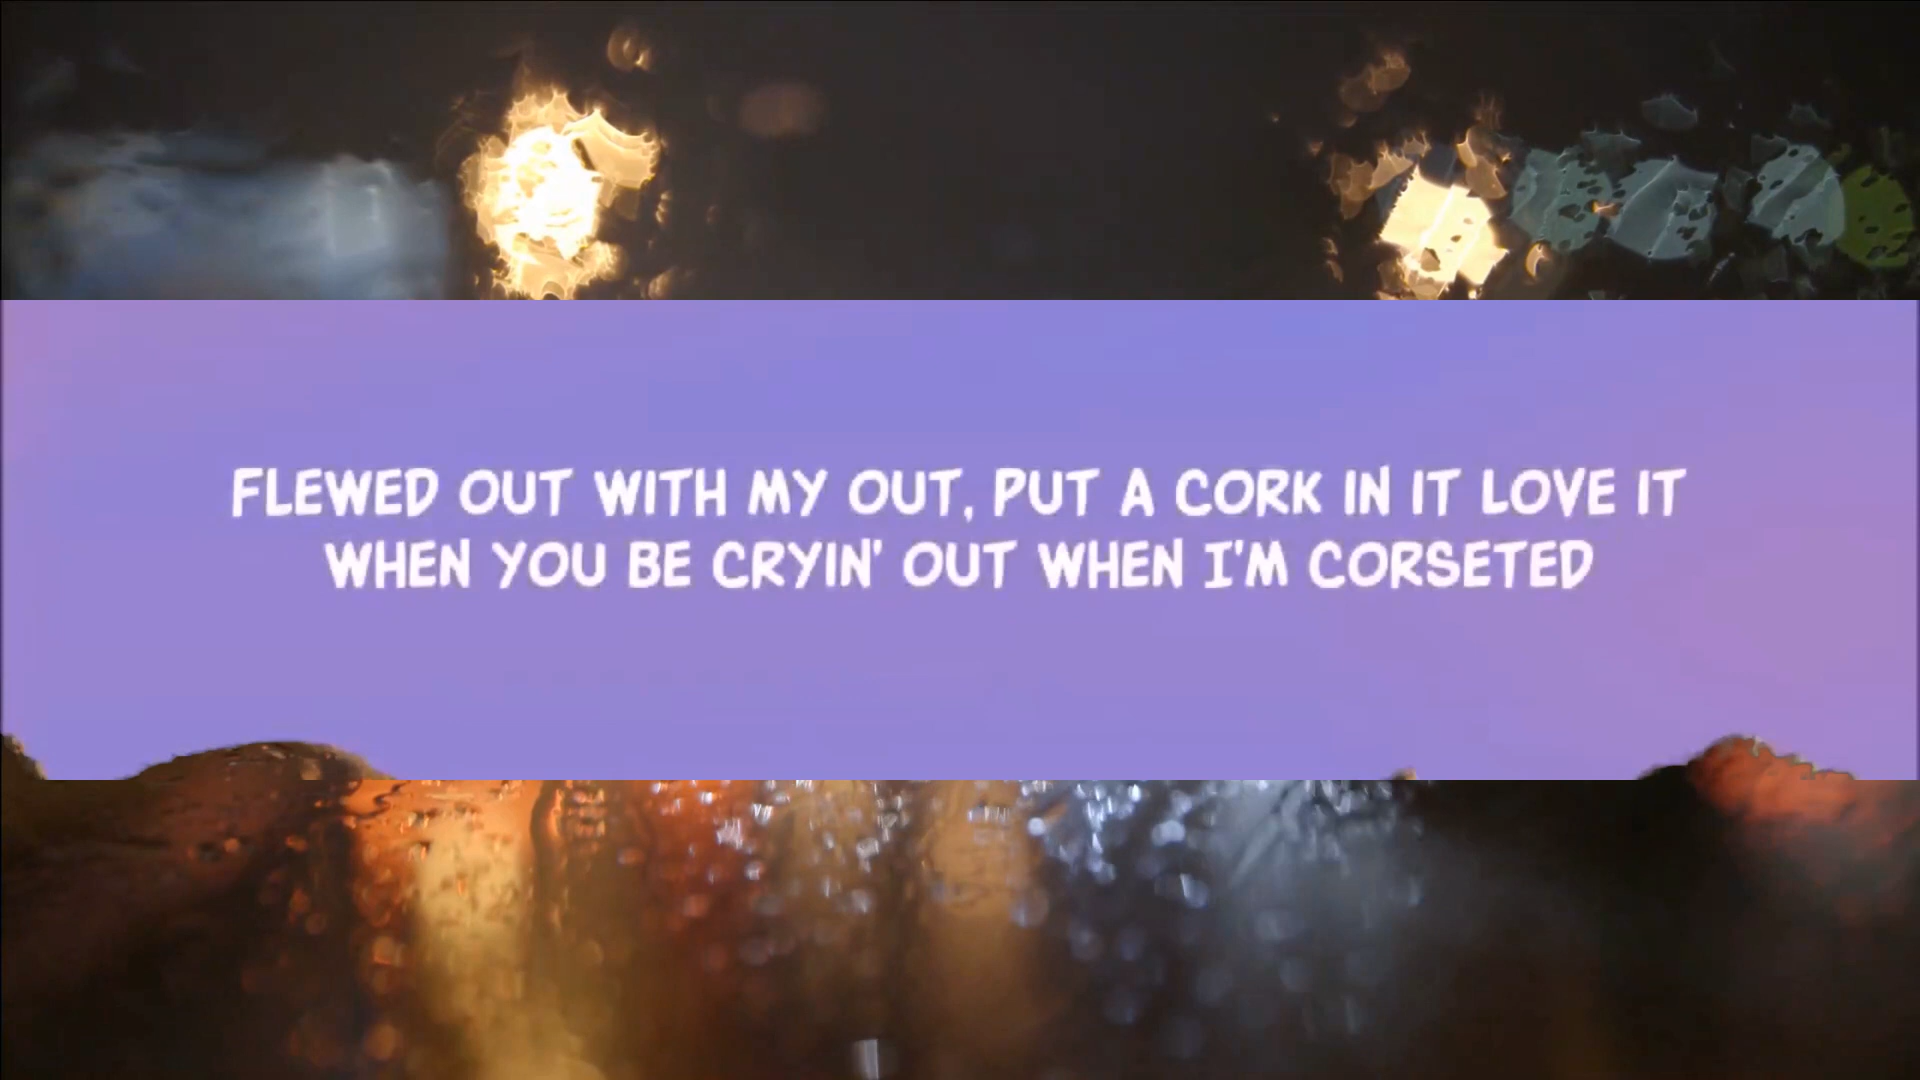 FLEWED OUT WITH MY OUT, PUT A CORK IN IT LOVE IT
WHEN YOU BE CRYIN' OUT WHEN I'M CORSETED